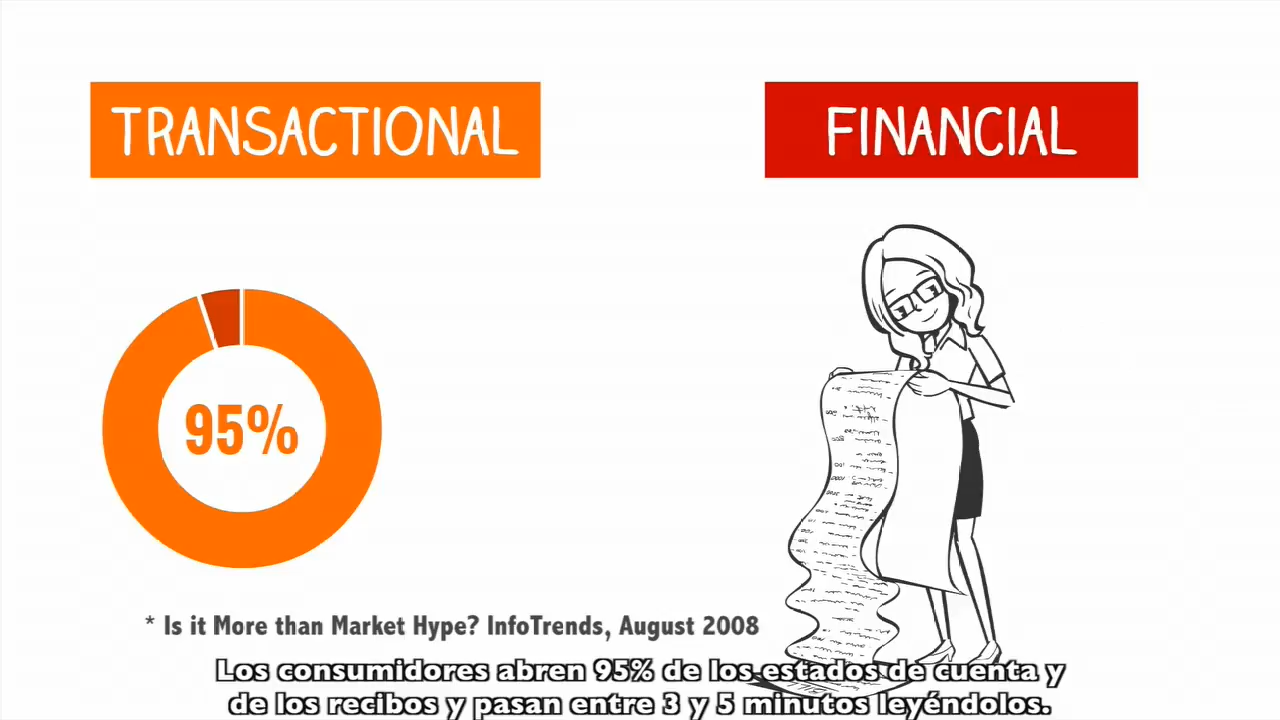 TRANSACTIONAL
FINANCIAL
95%
* Is it More than Market Hype? InfoTrends, August 2008
Los consumidores abren 95% de los estados de cuenta y
de los recibos y pasan entre 3 y 5 minutos leyéndolos.